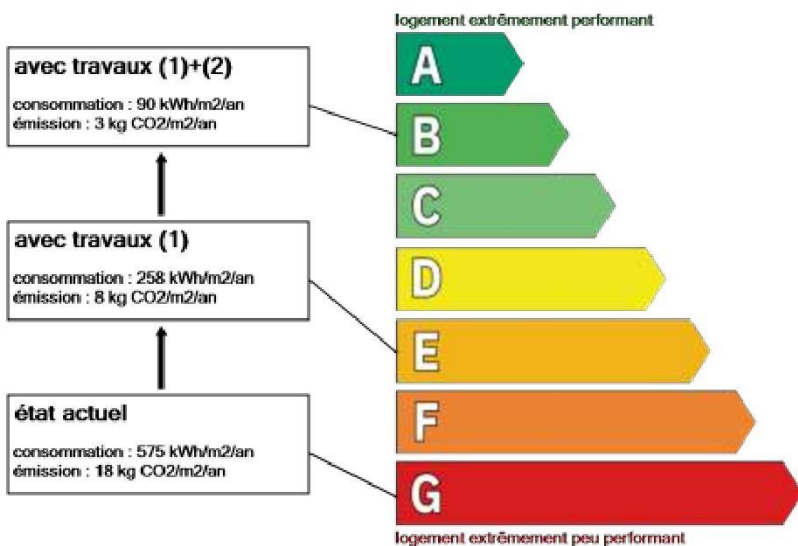 logement extrêmement performant
avec travaux (1)+(2)
consommation : 90 kWh/m2/an
émission : 3 kg CO2/m2/an
avec travaux (1)
consommation : 258 kWh/m2/an
émission : 8 kg CO2/m2/an
état actuel
consommation : 575 kWh/m2/an
émission : 18 kg CO2/m2/an
A
B
C
D
E
F
G
logement extrêmement peu performant